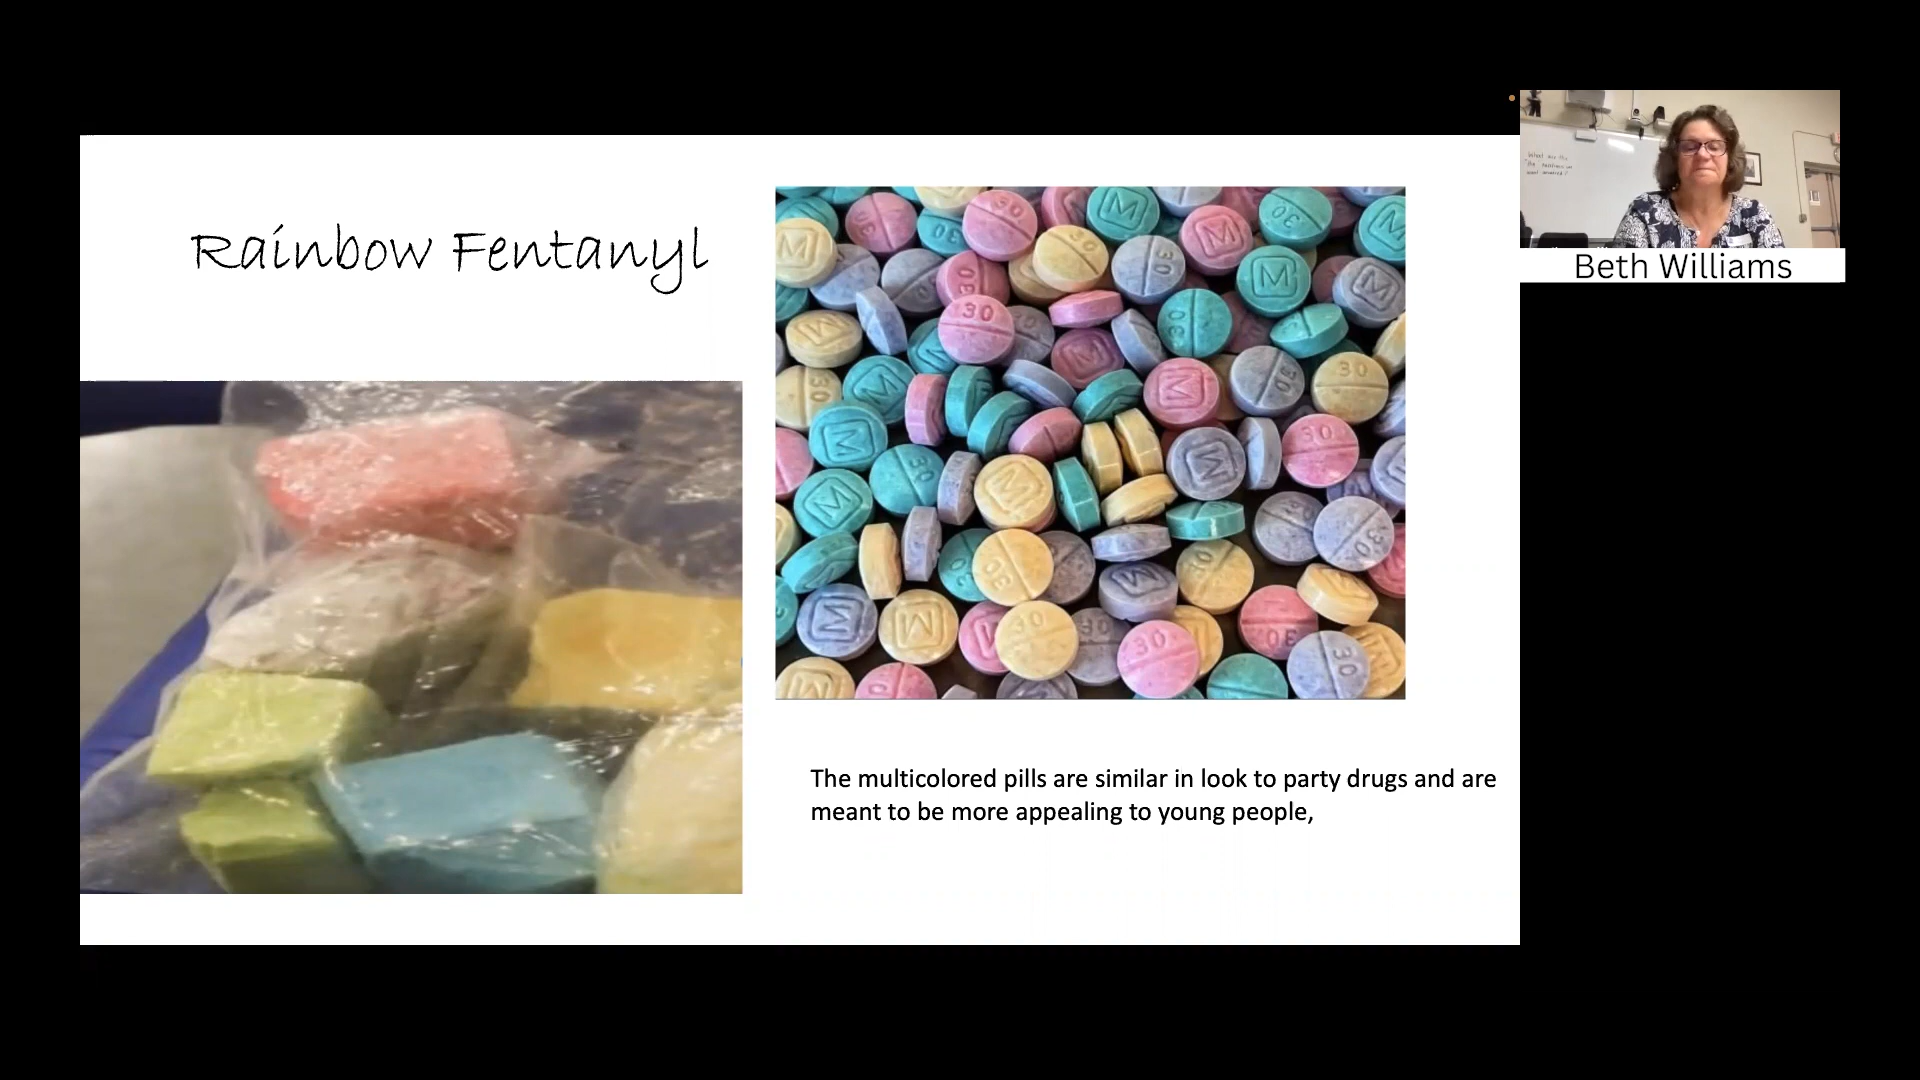 Rainbow Fentanyl
The multicolored pills are similar in look to party drugs and are
meant to be more appealing to young people,
Beth Williams
M
30